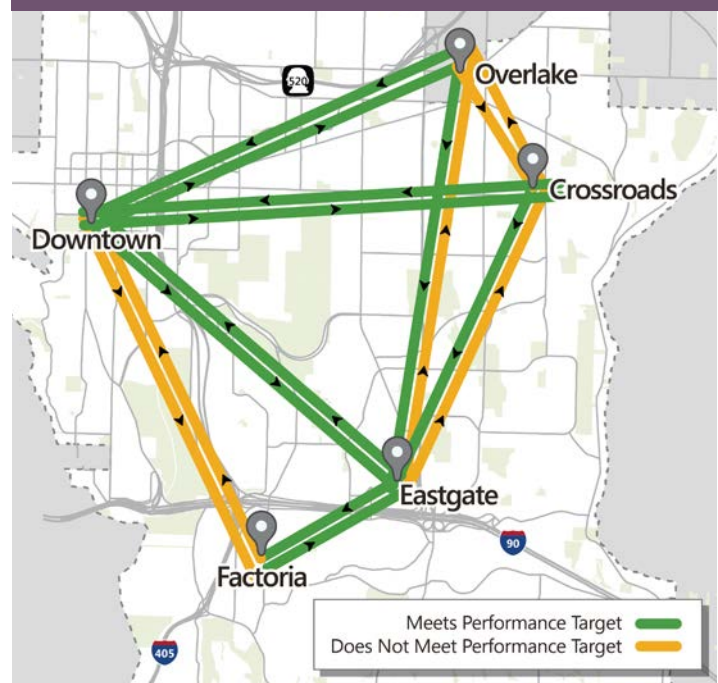 Overlake
520
Crossroads
Downtown
Eastgate
90
Factoria
405
Meets Performance Target
Does Not Meet Performance Target